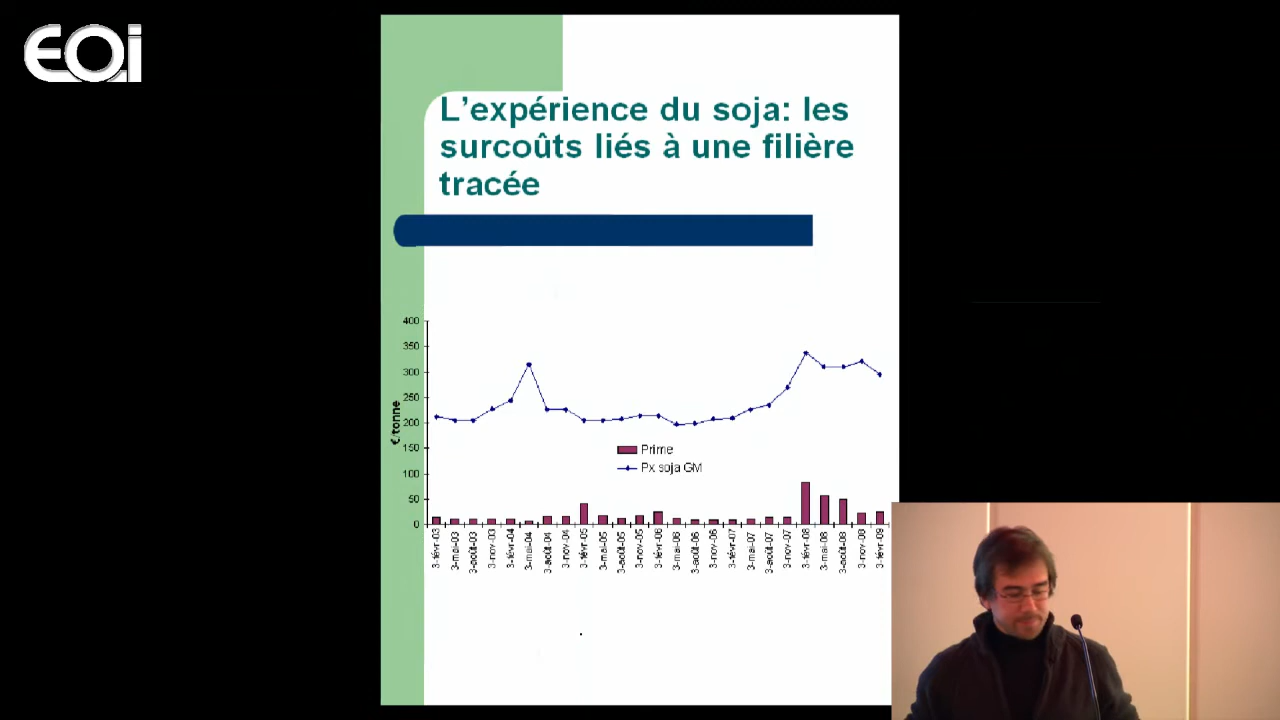 EOi
L'expérience du soja: les
surcoûts liés à une filière
tracée
400
350
300
250
200
150
100
50
0
€/tonne
Prime
Px soja GM
3-févr-03
3-mai-03
3-août-03
3-nov-03
3-févr-04
3-mai-04
3-août-04
3-nov-04
3-févr-05
3-mai-05
3-août-05
3-nov-05
3-févr-06
3-mai-06
3-août-06
3-nov-06
3-févr-07
3-mai-07
3-août-07
3-nov-07
3-févr-08
3-mai-08
3-août-08
3-nov-08
3-févr-09